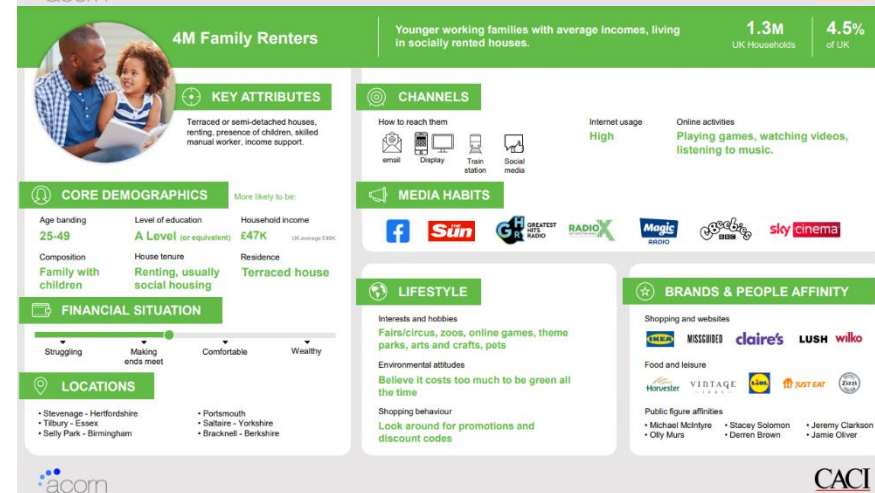 acorn
4M Family Renters
Younger working families with average incomes, living
in socially rented houses.
1.3M
UK Households
4.5%
of UK
KEY ATTRIBUTES
Terraced or semi-detached houses,
renting, presence of children, skilled
manual worker, income support.
CHANNELS
How to reach them
email
Display
Train
station
Social
media
Internet usage
High
Online activities
Playing games, watching videos,
listening to music.
CORE DEMOGRAPHICS
More likely to be:
Age banding
25-49
Level of education
A Level (or equivalent)
Household income
£47K
Composition
Family with
children
House tenure
Renting, usually
social housing
Residence
Terraced house
MEDIA HABITS
THE
Sun
GHR
GREATEST
HITS
RADIO
RADIO X
Magic
RADIO
CBeebies
BBC
sky cinema
FINANCIAL SITUATION
Struggling
Making
ends meet
Comfortable
Wealthy
LOCATIONS
• Stevenage - Hertfordshire
• Tilbury - Essex
• Selly Park - Birmingham
• Portsmouth
• Saltaire - Yorkshire
• Bracknell - Berkshire
LIFESTYLE
Interests and hobbies
Fairs/circus, zoos, online games, theme
parks, arts and crafts, pets
Environmental attitudes
Believe it costs too much to be green all
the time
Shopping behaviour
Look around for promotions and
discount codes
BRANDS & PEOPLE AFFINITY
Shopping and websites
IKEA
MISSGUIDED
claire's
LUSH
wilko
Food and leisure
Harvester
VINTAGE
INNS
LIDL
JUST EAT
Zizzi
Public figure affinities
• Michael McIntyre
• Olly Murs
• Stacey Solomon
• Derren Brown
• Jeremy Clarkson
• Jamie Oliver
acorn
CACI